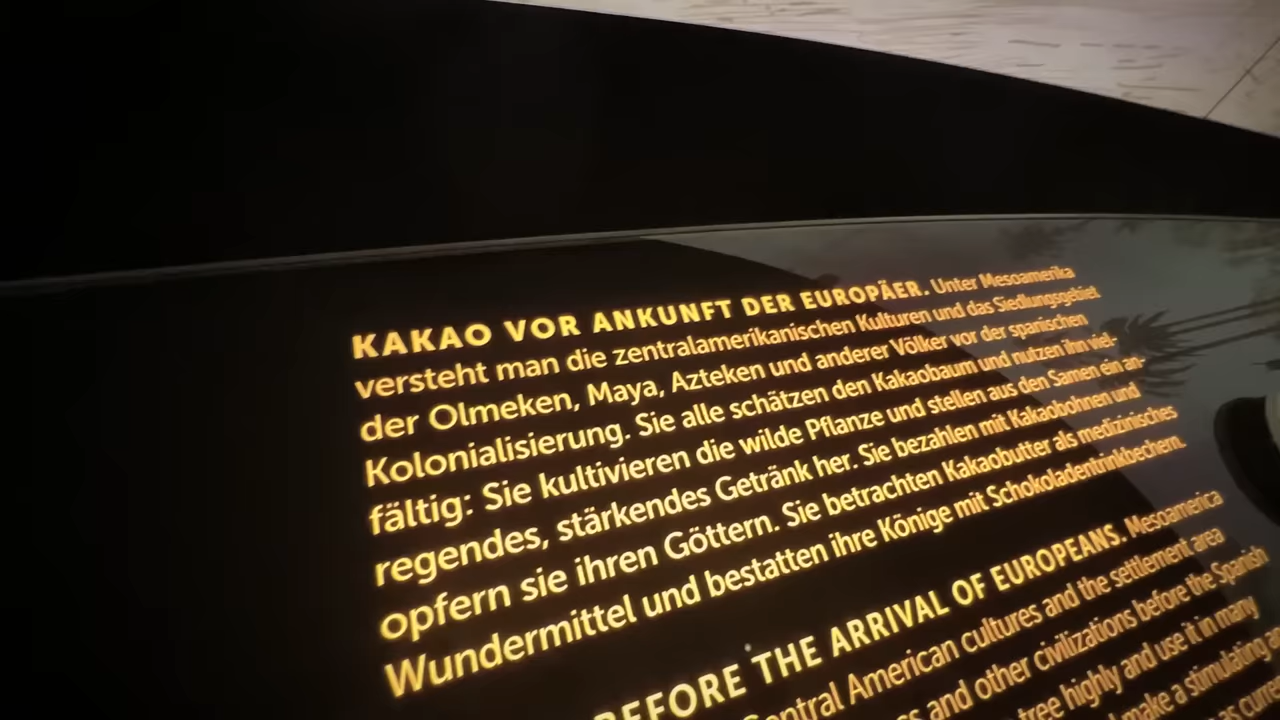 KAKAO VOR ANKUNFT DER EUROPÄER. Unter Mesoamerika
versteht man die zentralamerikanischen Kulturen und das Siedlungsgebiet
der Olmeken, Maya, Azteken und anderer Völker vor der spanischen
Kolonialisierung. Sie alle schätzen den Kakaobaum und nutzen ihn viel-
fältig: Sie kultivieren die wilde Pflanze und stellen aus den Samen ein an-
regendes, stärkendes Getränk her. Sie bezahlen mit Kakaobohnen und
opfern sie ihren Göttern. Sie betrachten Kakaobutter als medizinisches
Wundermittel und bestatten ihre Könige mit Schokoladentrinkbechern.
BEFORE THE ARRIVAL OF EUROPEANS. Mesoamerica
Central American cultures and the settlement area
and other civilizations before the Spanish
tree highly and use it in many
make a stimulating